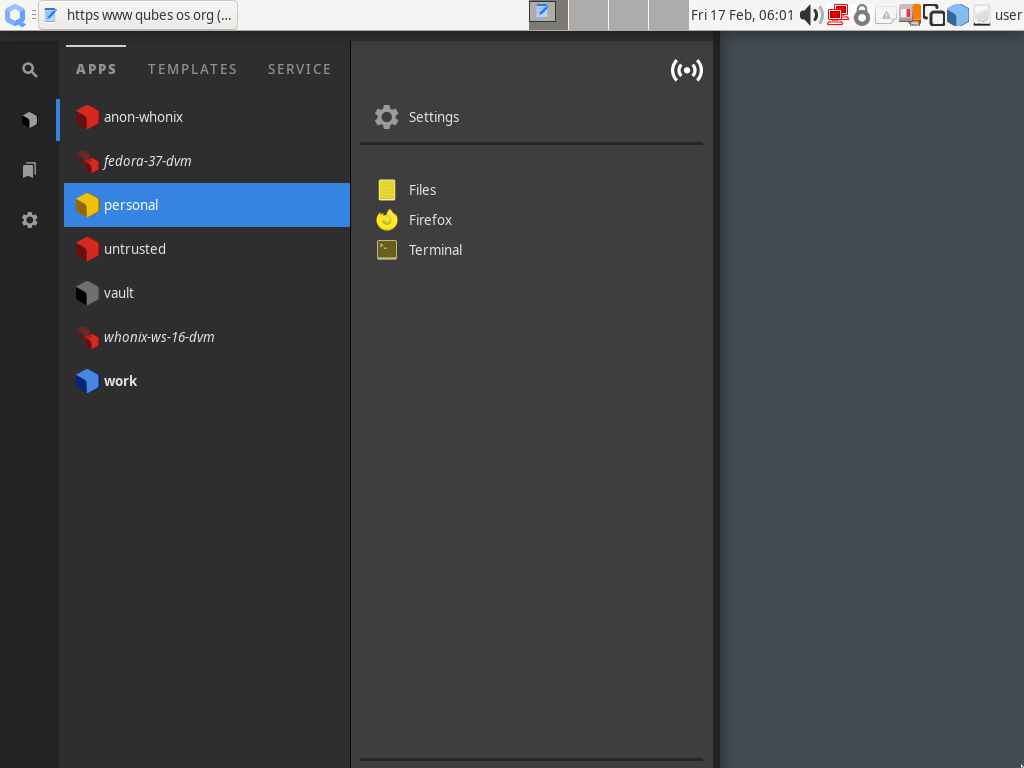 https www qubes os org (...
Fri 17 Feb, 06:01
user
APPS TEMPLATES SERVICE
anon-whonix
fedora-37-dvm
personal
untrusted
vault
whonix-ws-16-dvm
work
Settings
Files
Firefox
Terminal